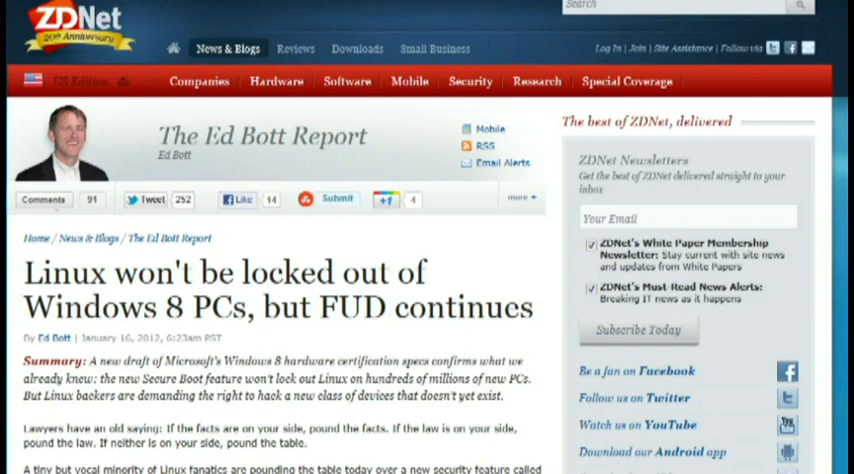 ZDNet
20th Anniversary
Search
News & Blogs Reviews Downloads Small Business
Log In | Join | Site Assistance | Follow via
US Edition
Companies Hardware Software Mobile Security Research Special Coverage
The Ed Bott Report
Ed Bott
Mobile
RSS
Email Alerts
Comments 91 Tweet 252 Like 14 Submit +1 4 more
Home / News & Blogs / The Ed Bott Report
Linux won't be locked out of
Windows 8 PCs, but FUD continues
By Ed Bott | January 16, 2012, 6:23am PST
Summary: A new draft of Microsoft's Windows 8 hardware certification specs confirms what we
already knew: the new Secure Boot feature won't lock out Linux on hundreds of millions of new PCs.
But Linux backers are demanding the right to hack a new class of devices that doesn't yet exist.
Lawyers have an old saying: If the facts are on your side, pound the facts. If the law is on your side,
pound the law. If neither is on your side, pound the table.
A tiny but vocal minority of Linux fanatics are pounding the table today over a new security feature called
The best of ZDNet, delivered
ZDNet Newsletters
Get the best of ZDNet delivered straight to your
inbox
Your Email
ZDNet's White Paper Membership
Newsletter: Stay current with site news
and updates from White Papers
ZDNet's Must-Read News Alerts:
Breaking IT news as it happens
Subscribe Today
Be a fan on Facebook
Follow us on Twitter
Watch us on YouTube
Download our Android app